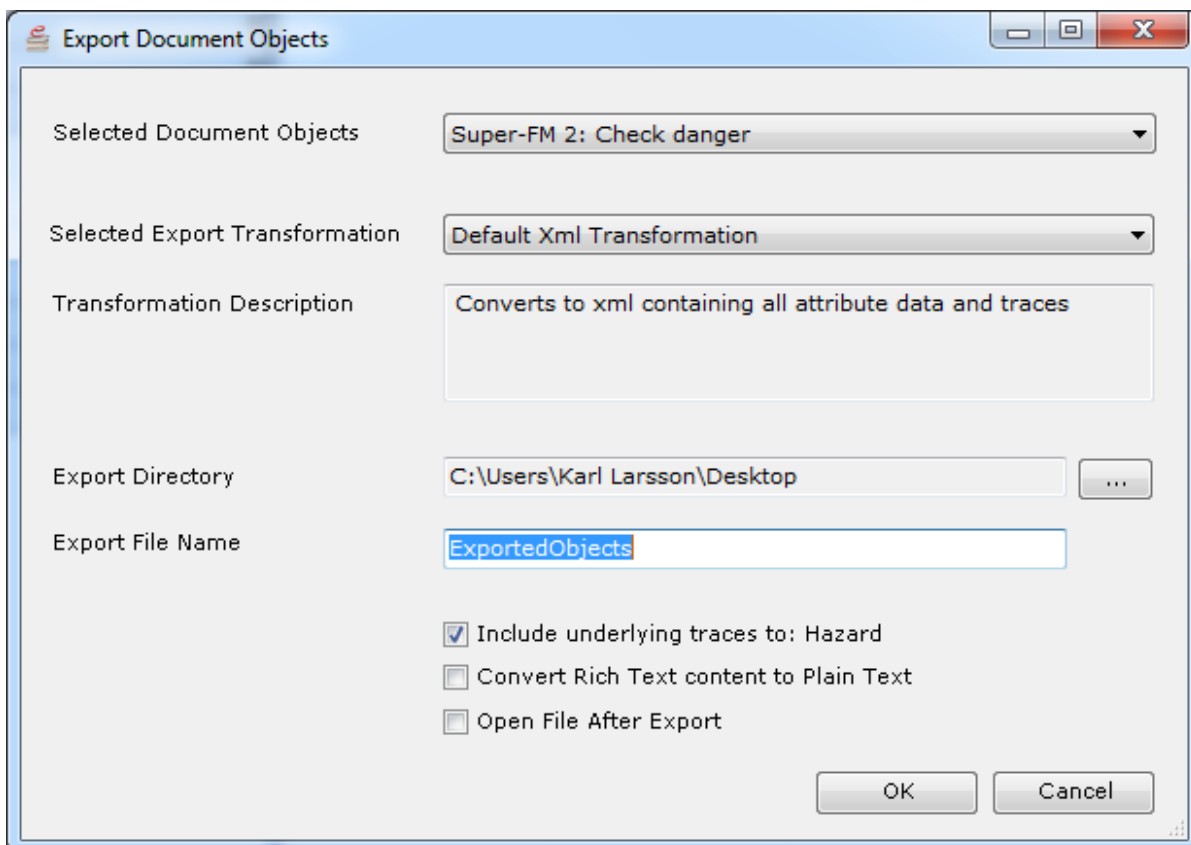 Export Document Objects
Selected Document Objects
Super-FM 2: Check danger
Selected Export Transformation
Default Xml Transformation
Transformation Description
Converts to xml containing all attribute data and traces
Export Directory
C:\Users\Karl Larsson\Desktop
...
Export File Name
ExportedObjects
Include underlying traces to: Hazard
Convert Rich Text content to Plain Text
Open File After Export
OK
Cancel